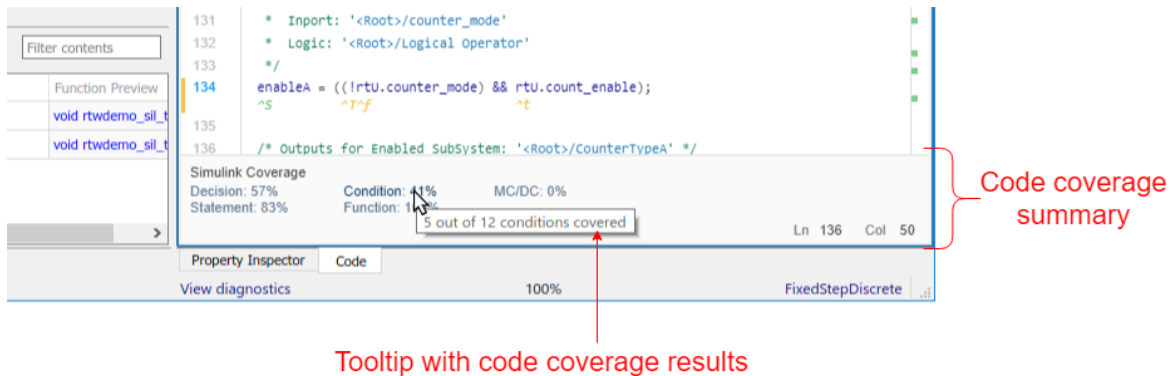 131 * Inport: '<Root>/counter_mode'
Filter contents
132 * Logic: '<Root>/Logical Operator'
133 */
Function Preview
134 enableA = ((!rtU.counter_mode) && rtU.count_enable);
^S ^T^f ^t
void rtwdemo_sil_t
135
void rtwdemo_sil_t
136 /* Outputs for Enabled SubSystem: '<Root>/CounterTypeA' */
Simulink Coverage
Decision: 57% Condition: 41% MC/DC: 0%
Statement: 83% Function:
5 out of 12 conditions covered
Ln 136 Col 50
Code coverage
summary
Property Inspector Code
View diagnostics 100% FixedStepDiscrete
Tooltip with code coverage results